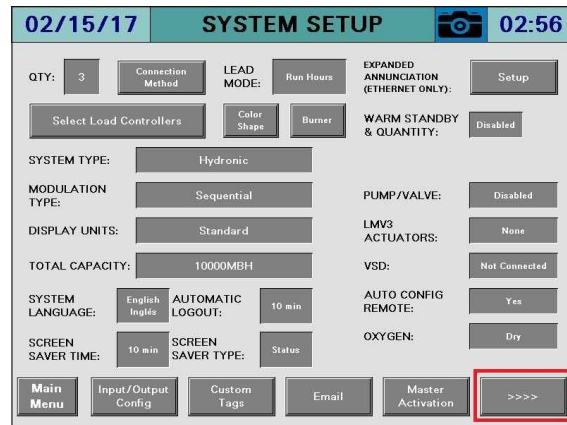 02/15/17 SYSTEM SETUP 02:56
QTY: 3 Connection Method LEAD MODE: Run Hours EXPANDED ANNUNCIATION (ETHERNET ONLY): Setup
Select Load Controllers Color Shape Burner WARM STANDBY & QUANTITY: Disabled
SYSTEM TYPE: Hydronic
MODULATION TYPE: Sequential PUMP/VALVE: Disabled
DISPLAY UNITS: Standard LMV3 ACTUATORS: None
TOTAL CAPACITY: 10000MBH VSD: Not Connected
SYSTEM LANGUAGE: English Inglés AUTOMATIC LOGOUT: 10 min AUTO CONFIG REMOTE: Yes
SCREEN SAVER TIME: 10 min SCREEN SAVER TYPE: Status OXYGEN: Dry
Main Menu Input/Output Config Custom Tags Email Master Activation >>>>